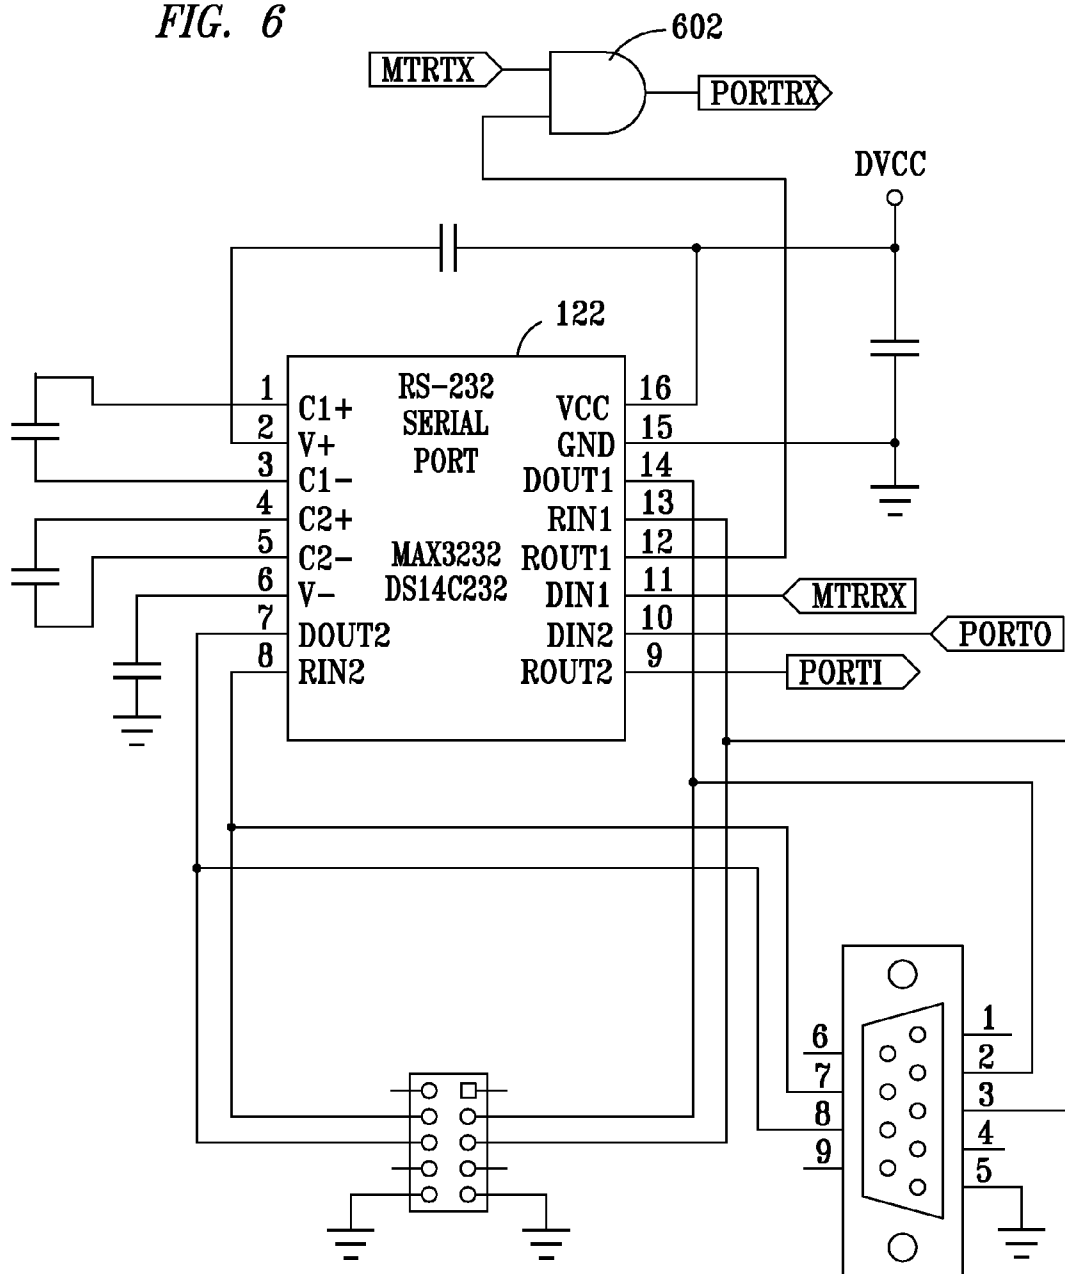 FIG. 6
602
MTRTX
PORTRX
DVCC
122
RS-232
SERIAL
PORT
MAX3232
DS14C232
1 C1+
2 V+
3 C1-
4 C2+
5 C2-
6 V-
7 DOUT2
8 RIN2
VCC 16
GND 15
DOUT1 14
RIN1 13
ROUT1 12
DIN1 11
MTRRX
DIN2 10
PORTO
ROUT2 9
PORTI
6
7
8
9
1
2
3
4
5